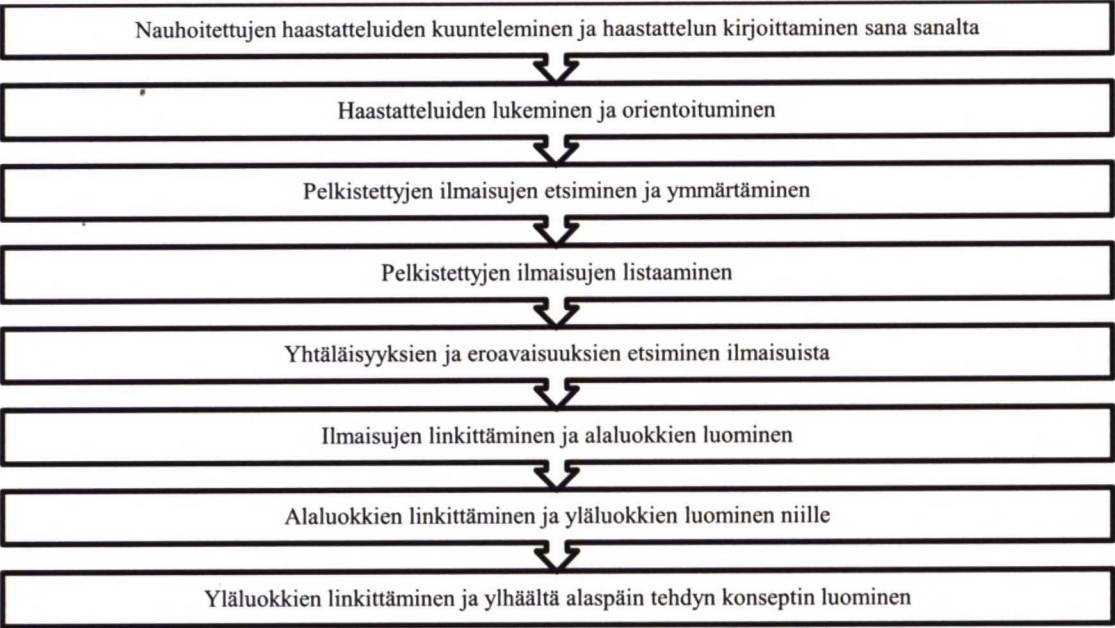 Nauhoitettujen haastatteluiden kuunteleminen ja haastattelun kirjoittaminen sana sanalta
Haastatteluiden lukeminen ja orientoituminen
Pelkistettyjen ilmaisujen etsiminen ja ymmärtäminen
Pelkistettyjen ilmaisujen listaaminen
Yhtäläisyyksien ja eroavaisuuksien etsiminen ilmaisuista
Ilmaisujen linkittäminen ja alaluokkien luominen
Alaluokkien linkittäminen ja yläluokkien luominen niille
Yläluokkien linkittäminen ja ylhäältä alaspäin tehdyn konseptin luominen